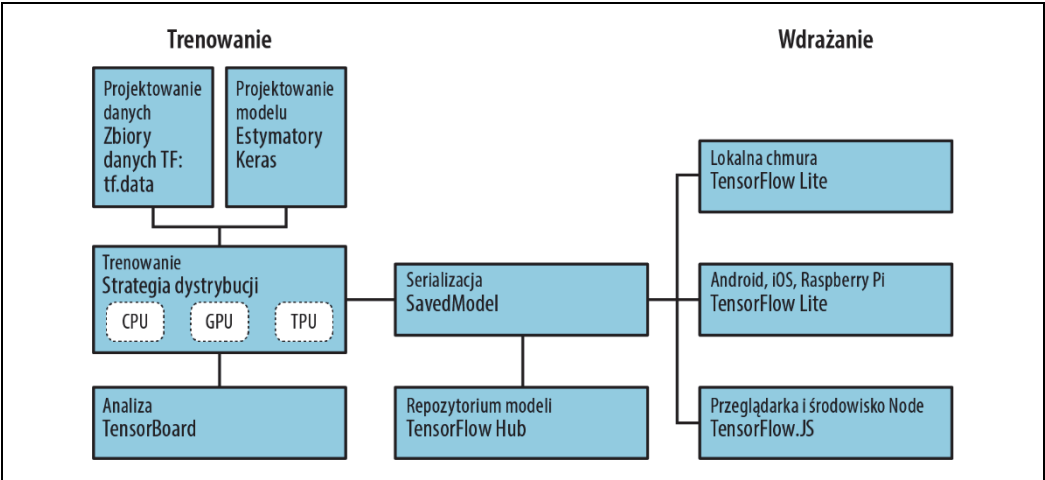 Trenowanie
Wdrażanie
Projektowanie
danych
Zbiory
danych TF:
tf.data
Projektowanie
modelu
Estymatory
Keras
Trenowanie
Strategia dystrybucji
CPU
GPU
TPU
Analiza
TensorBoard
Serializacja
SavedModel
Repozytorium modeli
TensorFlow Hub
Lokalna chmura
TensorFlow Lite
Android, iOS, Raspberry Pi
TensorFlow Lite
Przeglądarka i środowisko Node
TensorFlow.JS